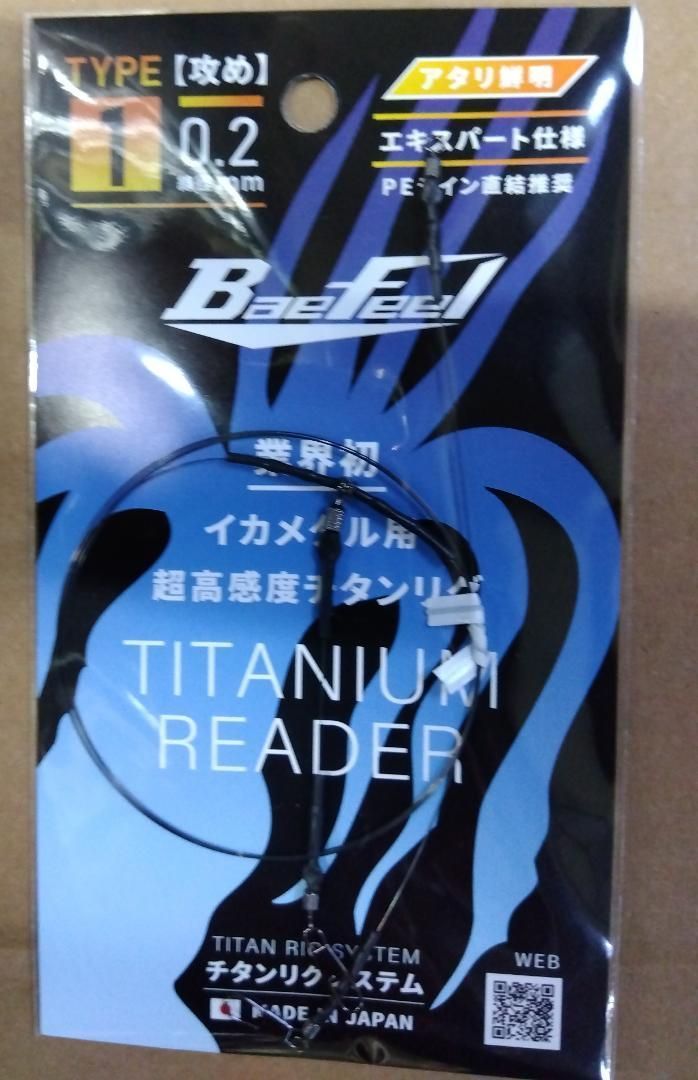 TYPE【攻め】
1
0.2
mm
アタリ鮮明
エキスパート仕様
PEライン直結推奨
BaeFeel
業界初
イカメタル用
超高感度チタンリグ
TITANIUM
READER
TITAN RIG SYSTEM
チタンリグシステム
MADE IN JAPAN
WEB